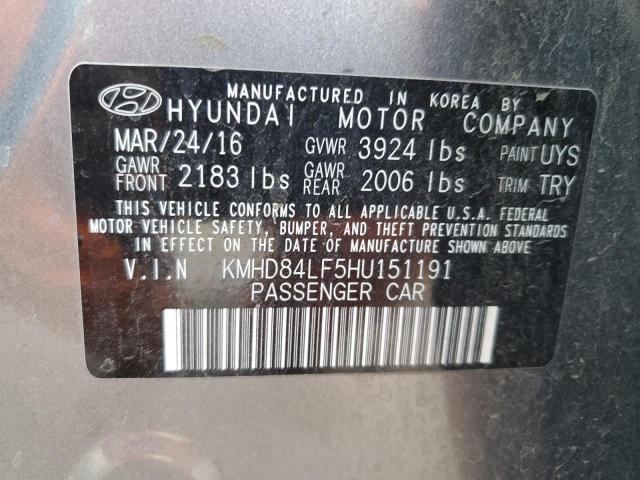 MANUFACTURED IN KOREA BY
HYUNDAI MOTOR COMPANY
MAR/24/16 GVWR 3924 lbs PAINT UYS
GAWR FRONT 2183 lbs GAWR REAR 2006 lbs TRIM TRY
THIS VEHICLE CONFORMS TO ALL APPLICABLE U.S.A. FEDERAL
MOTOR VEHICLE SAFETY, BUMPER, AND THEFT PREVENTION STANDARDS
IN EFFECT ON THE DATE OF MANUFACTURE SHOWN ABOVE.
V.I.N KMHD84LF5HU151191
PASSENGER CAR